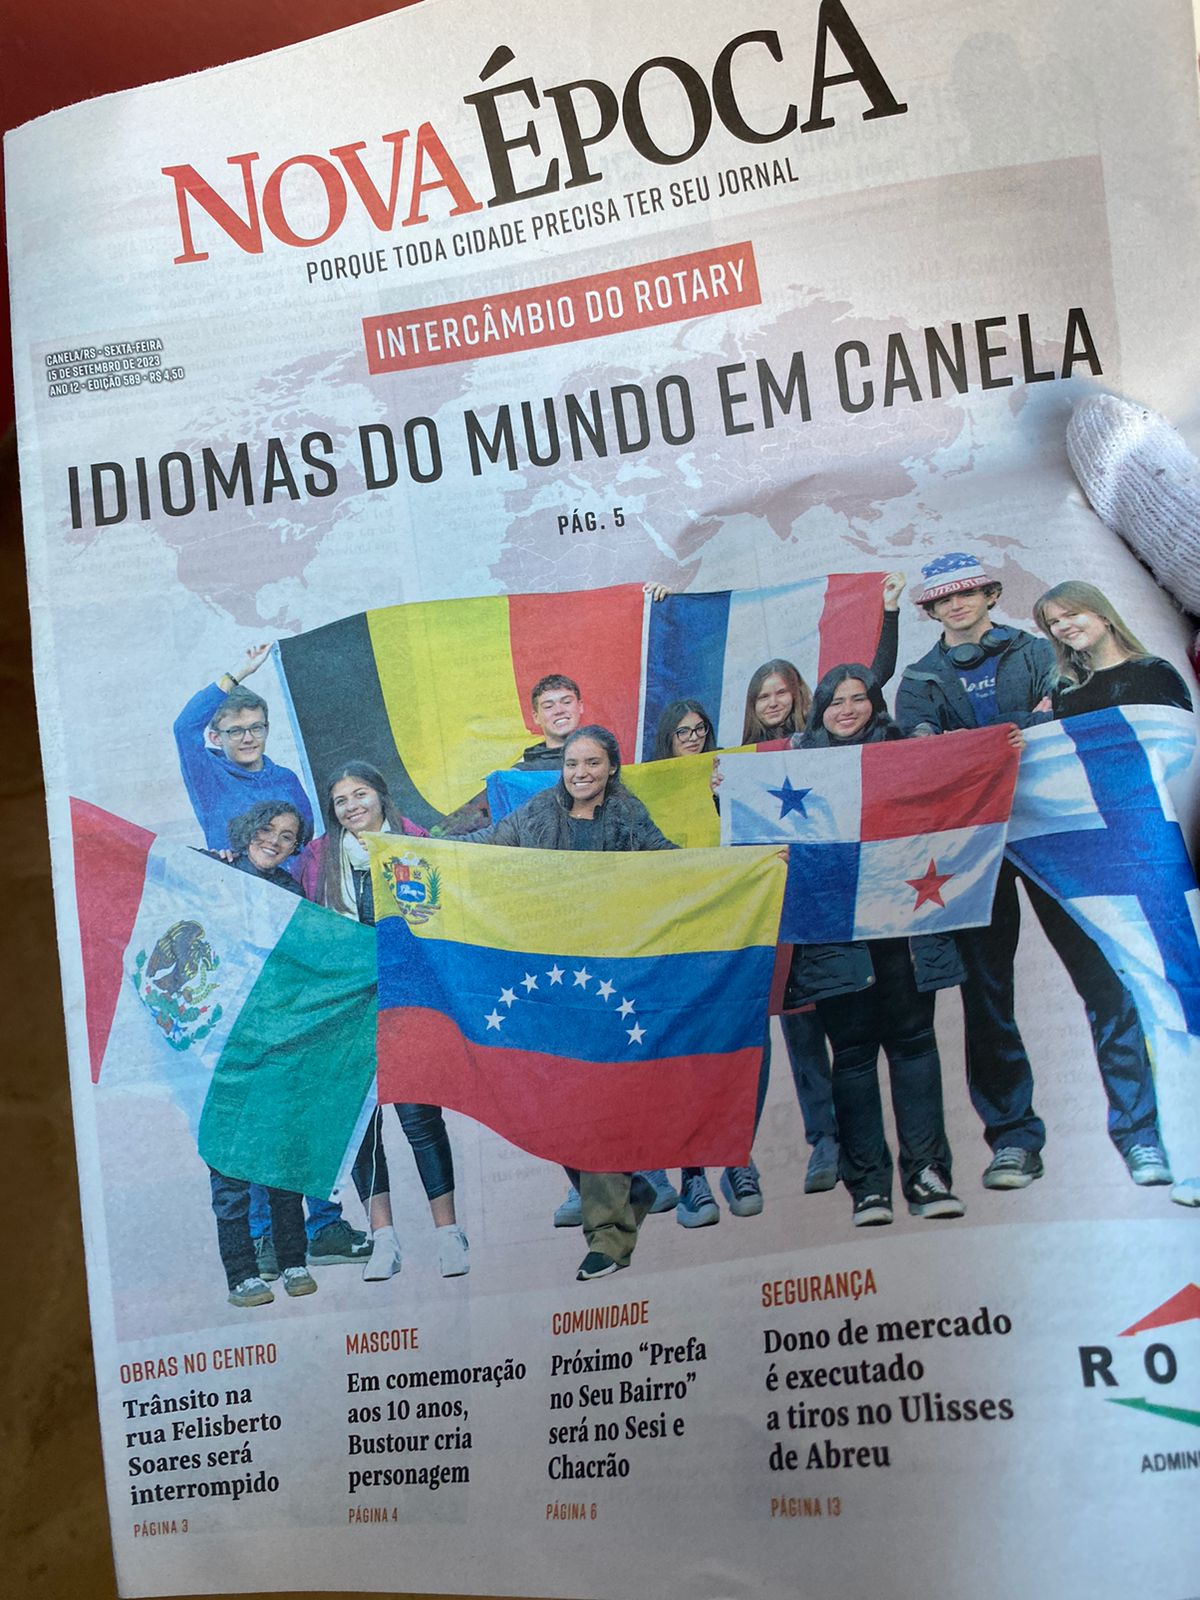 NOVAÉPOCA
PORQUE TODA CIDADE PRECISA TER SEU JORNAL
INTERCÂMBIO DO ROTARY
CANELA/RS - SEXTA-FEIRA
15 DE SETEMBRO DE 2023
ANO 12 • EDIÇÃO 589 • R$ 4,50
IDIOMAS DO MUNDO EM CANELA
PÁG. 5
OBRAS NO CENTRO
Trânsito na
rua Felisberto
Soares será
interrompido
PÁGINA 3
MASCOTE
Em comemoração
aos 10 anos,
Bustour cria
personagem
PÁGINA 4
COMUNIDADE
Próximo “Prefa
no Seu Bairro”
será no Sesi e
Chacrão
PÁGINA 6
SEGURANÇA
Dono de mercado
é executado
a tiros no Ulisses
de Abreu
PÁGINA 13
R O